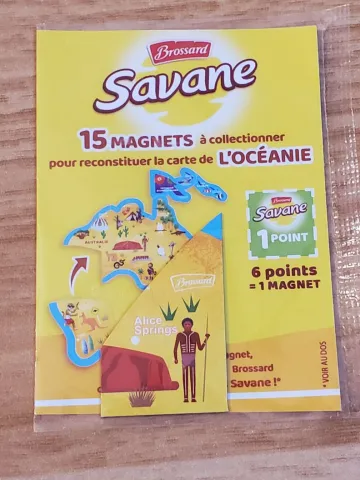 Brossard
Savane
15 MAGNETS à collectionner
pour reconstituer la carte de L'OCÉANIE
AUSTRALIE
Brossard
Savane
1 POINT
6 points
= 1 MAGNET
Brossard
Alice
Springs
gnet,
Brossard
Savane !*
* VOIR AU DOS